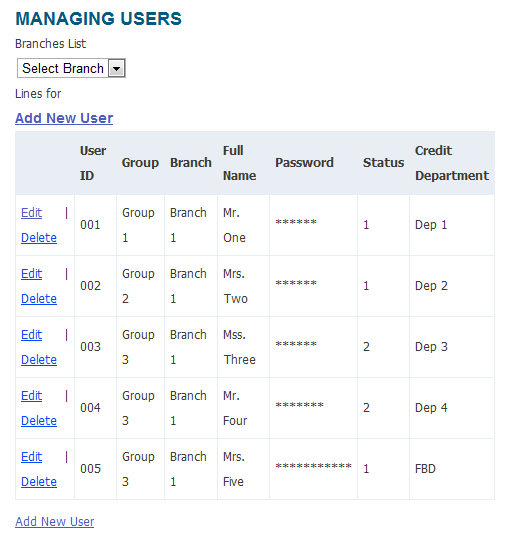 MANAGING USERS
Branches List
Select Branch
Lines for
Add New User
User ID Group Branch Full Name Password Status Credit Department
Edit | Delete 001 Group 1 Branch 1 Mr. One ****** 1 Dep 1
Edit | Delete 002 Group 2 Branch 1 Mrs. Two ****** 1 Dep 2
Edit | Delete 003 Group 3 Branch 1 Mss. Three ****** 2 Dep 3
Edit | Delete 004 Group 3 Branch 1 Mr. Four ******* 2 Dep 4
Edit | Delete 005 Group 3 Branch 1 Mrs. Five *********** 1 FBD
Add New User